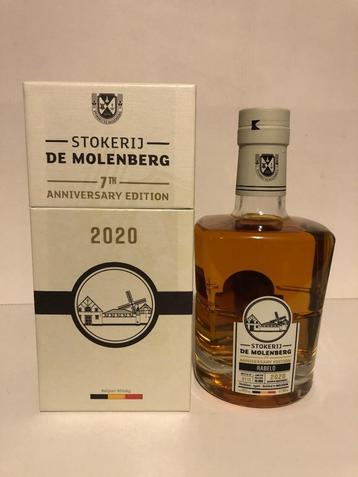 STOKERIJ
DE MOLENBERG
7TH
ANNIVERSARY EDITION
2020
Belgian Whisky
STOKERIJ
DE MOLENBERG
ANNIVERSARY EDITION
RABELO
2020